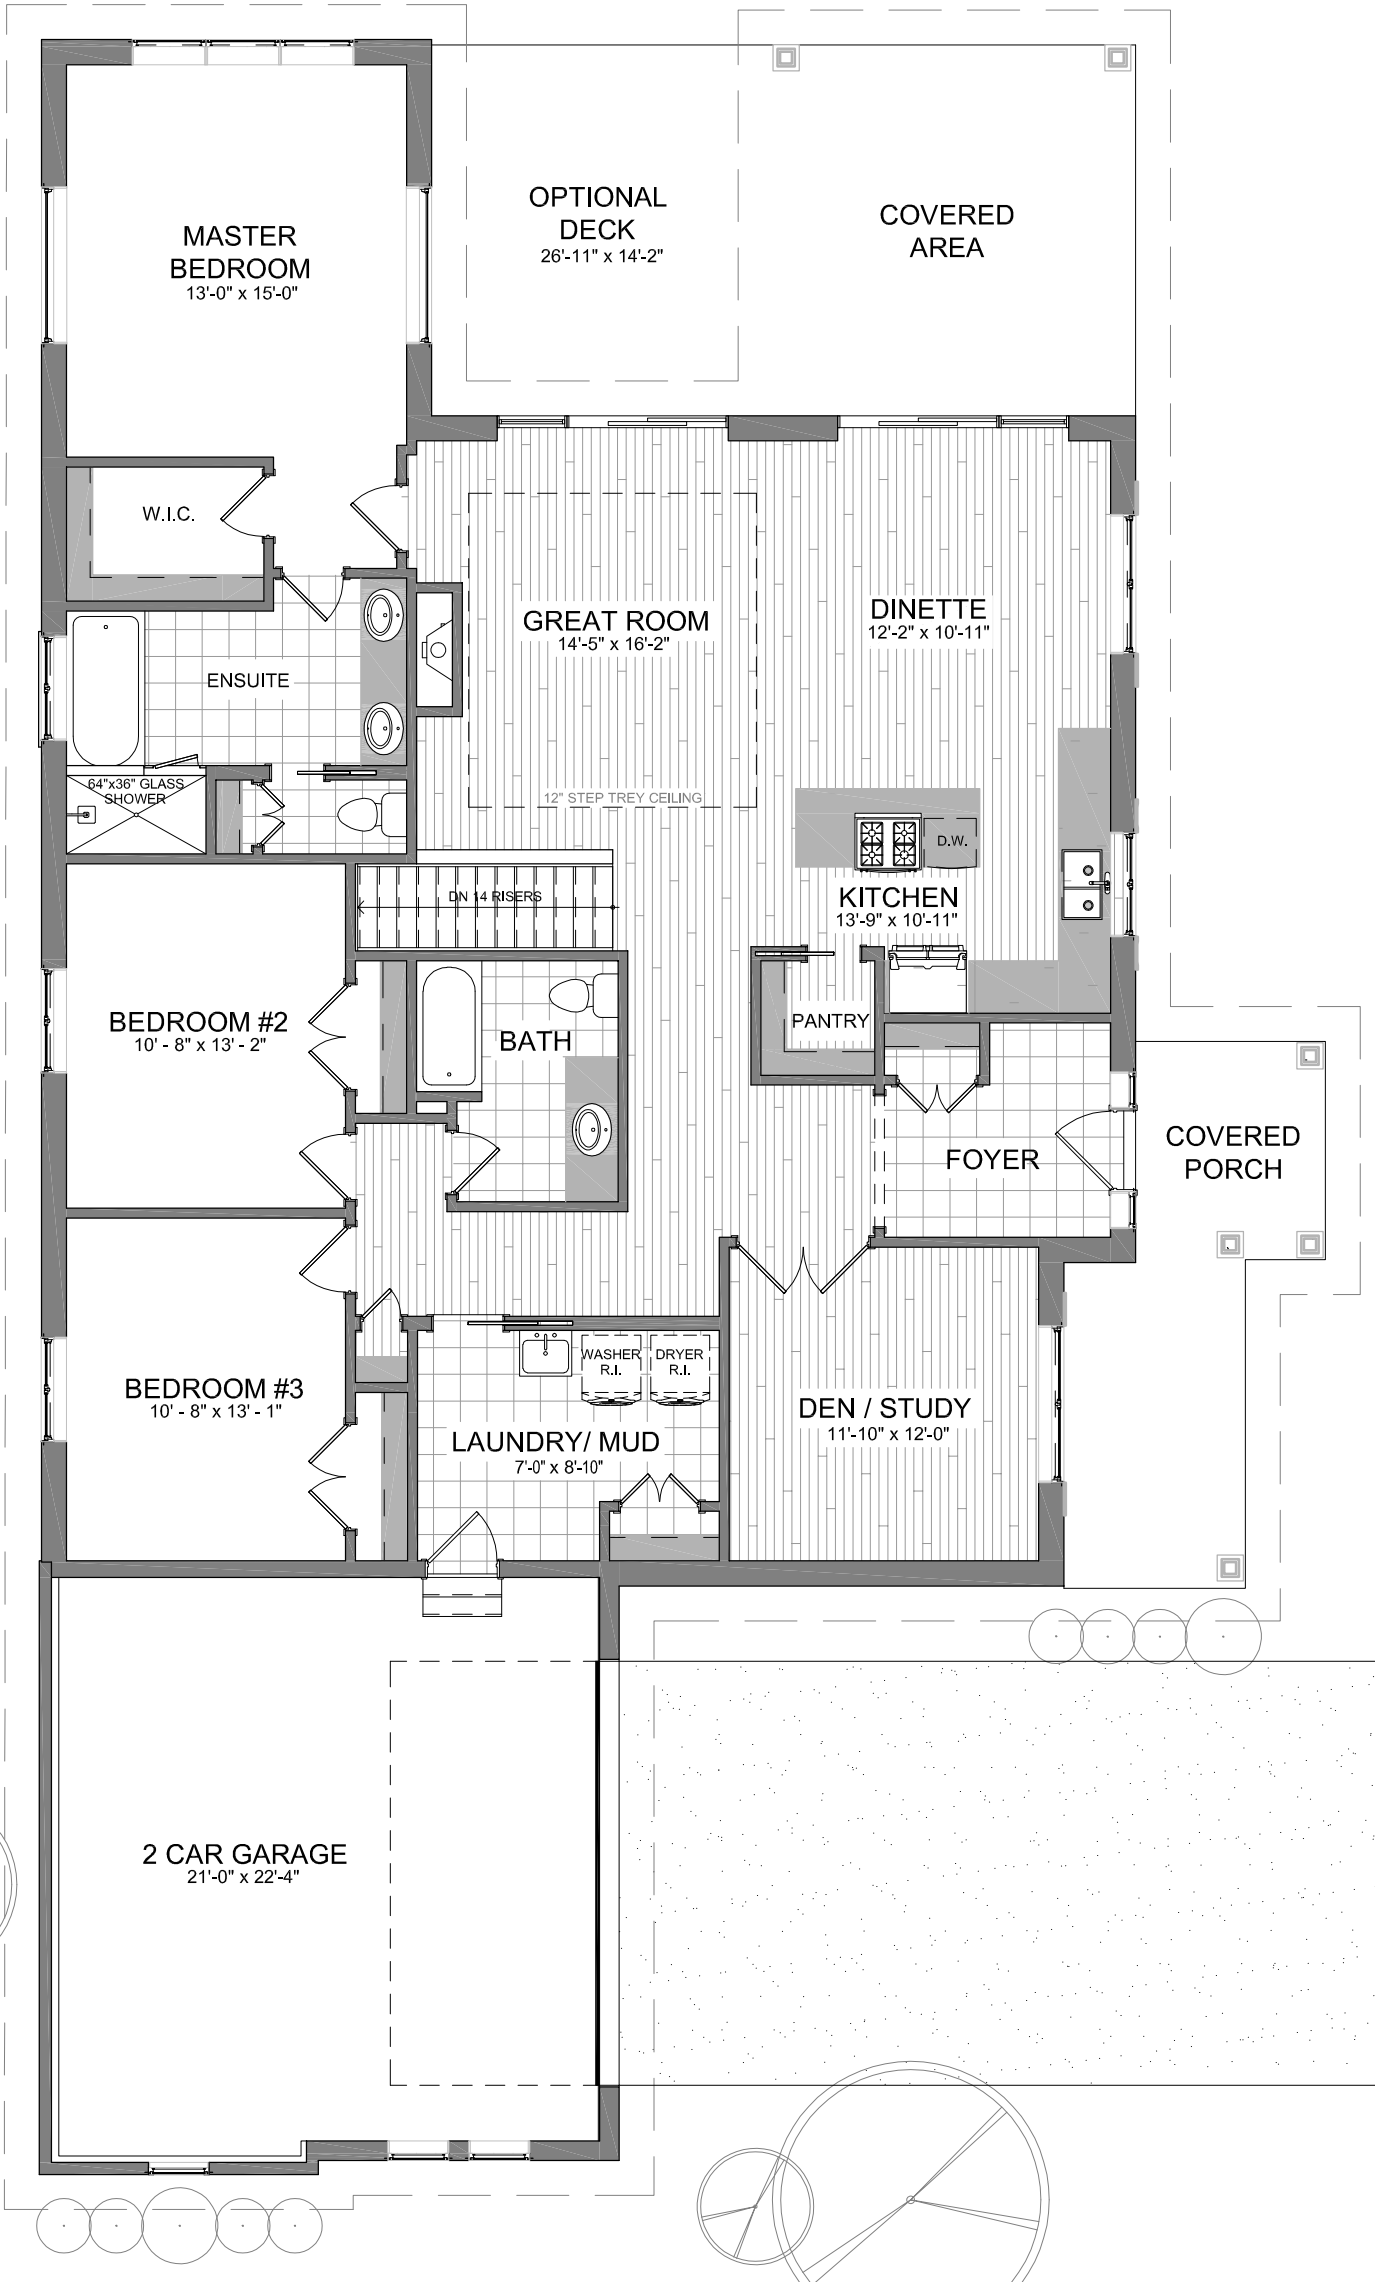 OPTIONAL
DECK
26'-11" x 14'-2"
COVERED
AREA
MASTER
BEDROOM
13'-0" x 15'-0"
W.I.C.
GREAT ROOM
14'-5" x 16'-2"
DINETTE
12'-2" x 10'-11"
ENSUITE
64"x36" GLASS
SHOWER
12" STEP TREY CEILING
D.W.
KITCHEN
13'-9" x 10'-11"
DN 14 RISERS
BEDROOM #2
10' - 8" x 13' - 2"
BATH
PANTRY
FOYER
COVERED
PORCH
WASHER
R.I.
DRYER
R.I.
BEDROOM #3
10' - 8" x 13' - 1"
LAUNDRY/ MUD
7'-0" x 8'-10"
DEN / STUDY
11'-10" x 12'-0"
2 CAR GARAGE
21'-0" x 22'-4"